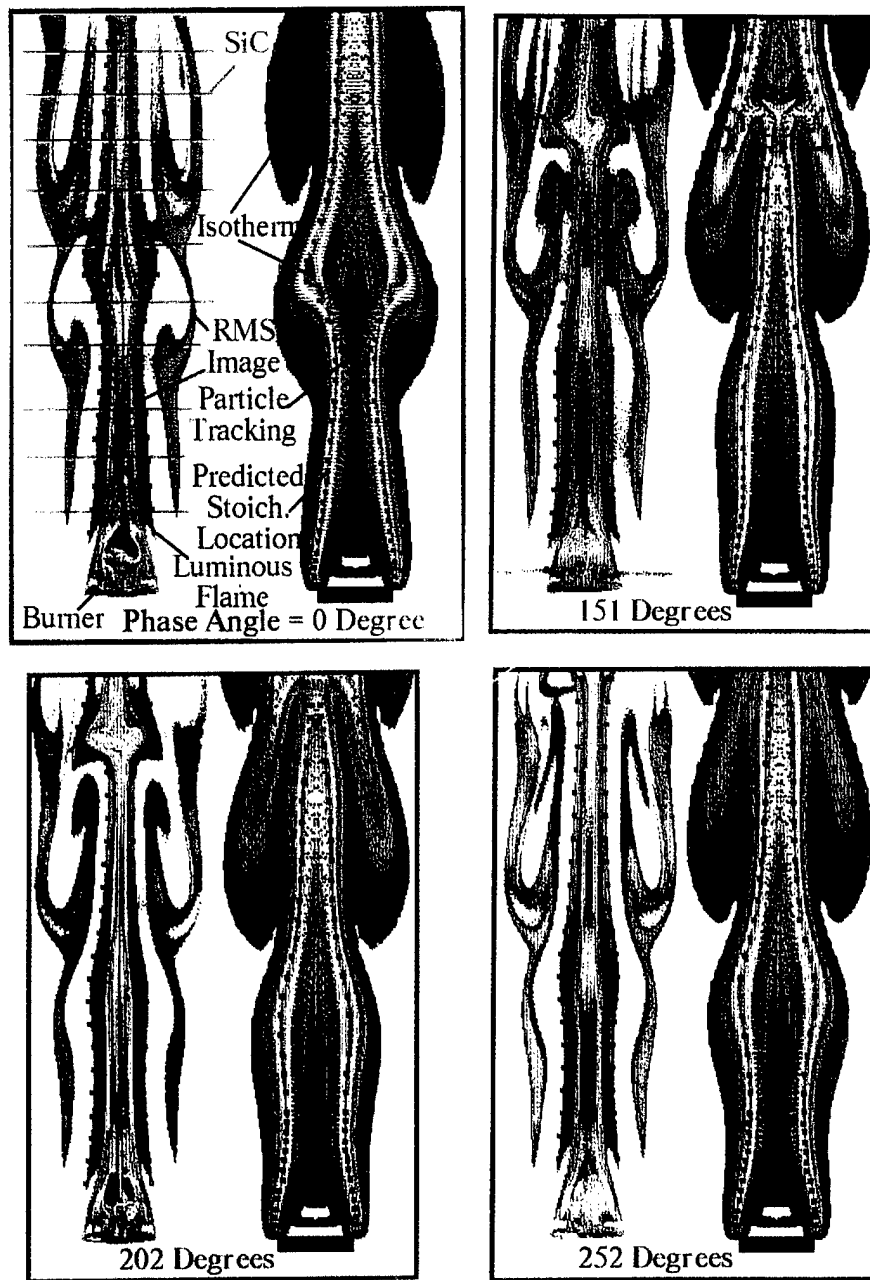 SiC
Isotherm
RMS
Image
Particle
Tracking
Predicted
Stoich.
Location
Luminous
Flame
Burner
Phase Angle = 0 Degree
151 Degrees
202 Degrees
252 Degrees